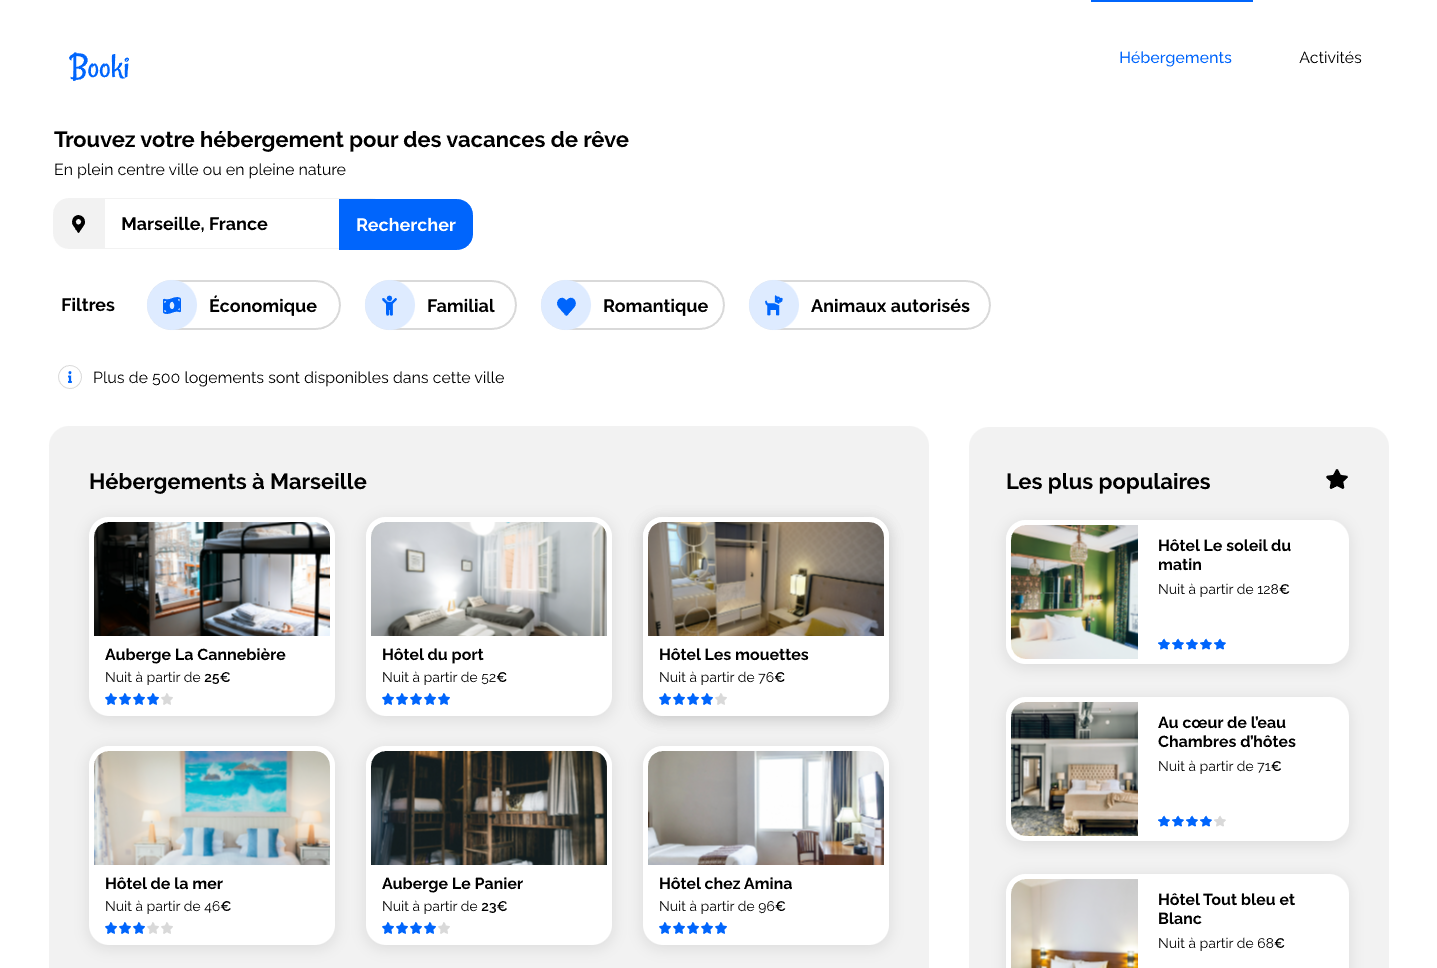 Booki
Hébergements
Activités
Trouvez votre hébergement pour des vacances de rêve
En plein centre ville ou en pleine nature
Marseille, France
Rechercher
Filtres
Économique
Familial
Romantique
Animaux autorisés
Plus de 500 logements sont disponibles dans cette ville
Hébergements à Marseille
Auberge La Cannebière
Nuit à partir de 25€
Hôtel du port
Nuit à partir de 52€
Hôtel Les mouettes
Nuit à partir de 76€
Hôtel de la mer
Nuit à partir de 46€
Auberge Le Panier
Nuit à partir de 23€
Hôtel chez Amina
Nuit à partir de 96€
Les plus populaires
Hôtel Le soleil du
matin
Nuit à partir de 128€
Au cœur de l'eau
Chambres d'hôtes
Nuit à partir de 71€
Hôtel Tout bleu et
Blanc
Nuit à partir de 68€